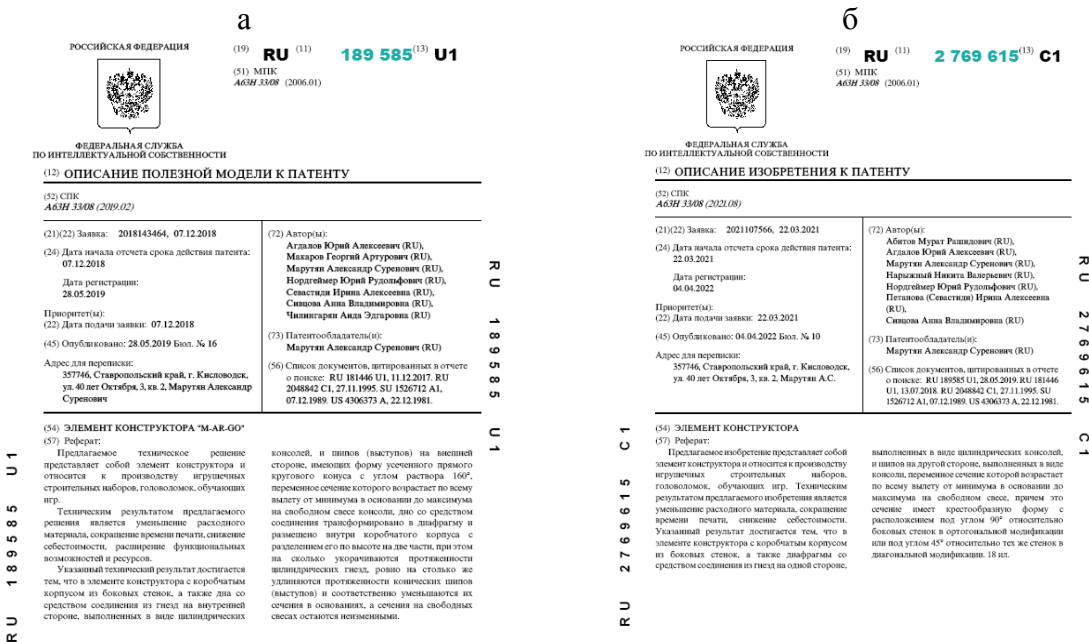 а
РОССИЙСКАЯ ФЕДЕРАЦИЯ
(19) RU (11) 189 585 (13) U1
(51) МПК
A63H 33/08 (2006.01)
ФЕДЕРАЛЬНАЯ СЛУЖБА
ПО ИНТЕЛЛЕКТУАЛЬНОЙ СОБСТВЕННОСТИ
(12) ОПИСАНИЕ ПОЛЕЗНОЙ МОДЕЛИ К ПАТЕНТУ
(52) СПК
A63H 33/08 (2019.02)
(21)(22) Заявка: 2018143464, 07.12.2018
(24) Дата начала отсчета срока действия патента:
07.12.2018
Дата регистрации:
28.05.2019
Приоритет(ы):
(22) Дата подачи заявки: 07.12.2018
(45) Опубликовано: 28.05.2019 Бюл. № 16
Адрес для переписки:
357746, Ставропольский край, г. Кисловодск,
ул. 40 лет Октября, 3, кв. 2, Марутян Александр
Суренович
(72) Автор(ы):
Агдалов Юрий Алексеевич (RU),
Макаров Георгий Артурович (RU),
Марутян Александр Суренович (RU),
Нордгеймер Юрий Рудольфович (RU),
Севастиди Ирина Алексеевна (RU),
Сивцова Анна Владимировна (RU),
Чилингарян Аида Эдгаровна (RU)
(73) Патентообладатель(и):
Марутян Александр Суренович (RU)
(56) Список документов, цитированных в отчете
о поиске: RU 181446 U1, 11.12.2017. RU
2048842 C1, 27.11.1995. SU 1526712 A1,
07.12.1989. US 4306373 A, 22.12.1981.
(54) ЭЛЕМЕНТ КОНСТРУКТОРА "M-AR-GO"
(57) Реферат:
Предлагаемое техническое решение
представляет собой элемент конструктора и
относится к производству игрушечных
строительных наборов, головоломок, обучающих
игр.
Техническим результатом предлагаемого
решения является уменьшение расходного
материала, сокращение времени печати, снижение
себестоимости, расширение функциональных
возможностей и ресурсов.
Указанный технический результат достигается
тем, что в элементе конструктора с коробчатым
корпусом из боковых стенок, а также дна со
средством соединения из гнезд на внутренней
стороне, выполненных в виде цилиндрических
консолей, и шипов (выступов) на внешней
стороне, имеющих форму усеченного прямого
кругового конуса с углом раствора 160°,
переменное сечение которого возрастает по всему
вылету от минимума в основании до максимума
на свободном свесе консоли, дно со средством
соединения трансформировано в диафрагму и
размещено внутри коробчатого корпуса с
разделением его по высоте на две части, при этом
на сколько укорачиваются протяженности
цилиндрических гнезд, ровно на столько же
удлиняются протяженности конических шипов
(выступов) и соответственно уменьшаются их
сечения в основаниях, а сечения на свободных
свесах остаются неизменными.
RU 189585 U1
RU 189585 U1
б
РОССИЙСКАЯ ФЕДЕРАЦИЯ
(19) RU (11) 2 769 615 (13) C1
(51) МПК
A63H 33/08 (2006.01)
ФЕДЕРАЛЬНАЯ СЛУЖБА
ПО ИНТЕЛЛЕКТУАЛЬНОЙ СОБСТВЕННОСТИ
(12) ОПИСАНИЕ ИЗОБРЕТЕНИЯ К ПАТЕНТУ
(52) СПК
A63H 33/08 (2021.08)
(21)(22) Заявка: 2021107566, 22.03.2021
(24) Дата начала отсчета срока действия патента:
22.03.2021
Дата регистрации:
04.04.2022
Приоритет(ы):
(22) Дата подачи заявки: 22.03.2021
(45) Опубликовано: 04.04.2022 Бюл. № 10
Адрес для переписки:
357746, Ставропольский край, г. Кисловодск,
ул. 40 лет Октября, 3, кв. 2, Марутян А.С.
(72) Автор(ы):
Абитов Мурат Рашидович (RU),
Агдалов Юрий Алексеевич (RU),
Марутян Александр Суренович (RU),
Нарыжный Никита Валерьевич (RU),
Нордгеймер Юрий Рудольфович (RU),
Петанова (Севастиди) Ирина Алексеевна
(RU),
Сивцова Анна Владимировна (RU)
(73) Патентообладатель(и):
Марутян Александр Суренович (RU)
(56) Список документов, цитированных в отчете
о поиске: RU 189585 U1, 28.05.2019. RU 181446
U1, 13.07.2018. RU 2048842 C1, 27.11.1995. SU
1526712 A1, 07.12.1989. US 4306373 A, 22.12.1981.
(54) ЭЛЕМЕНТ КОНСТРУКТОРА
(57) Реферат:
Предлагаемое изобретение представляет собой
элемент конструктора и относится к производству
игрушечных строительных наборов,
головоломок, обучающих игр. Техническим
результатом предлагаемого изобретения является
уменьшение расходного материала, сокращение
времени печати, снижение себестоимости.
Указанный результат достигается тем, что в
элементе конструктора с коробчатым корпусом
из боковых стенок, а также диафрагмы со
средством соединения из гнезд на одной стороне,
выполненных в виде цилиндрических консолей,
и шипов на другой стороне, выполненных в виде
консоли, переменное сечение которой возрастает
по всему вылету от минимума в основании до
максимума на свободном свесе, причем это
сечение имеет крестообразную форму с
расположением под углом 90° относительно
боковых стенок в ортогональной модификации
или под углом 45° относительно тех же стенок в
диагональной модификации. 18 ил.
RU 2769615 C1
RU 2769615 C1